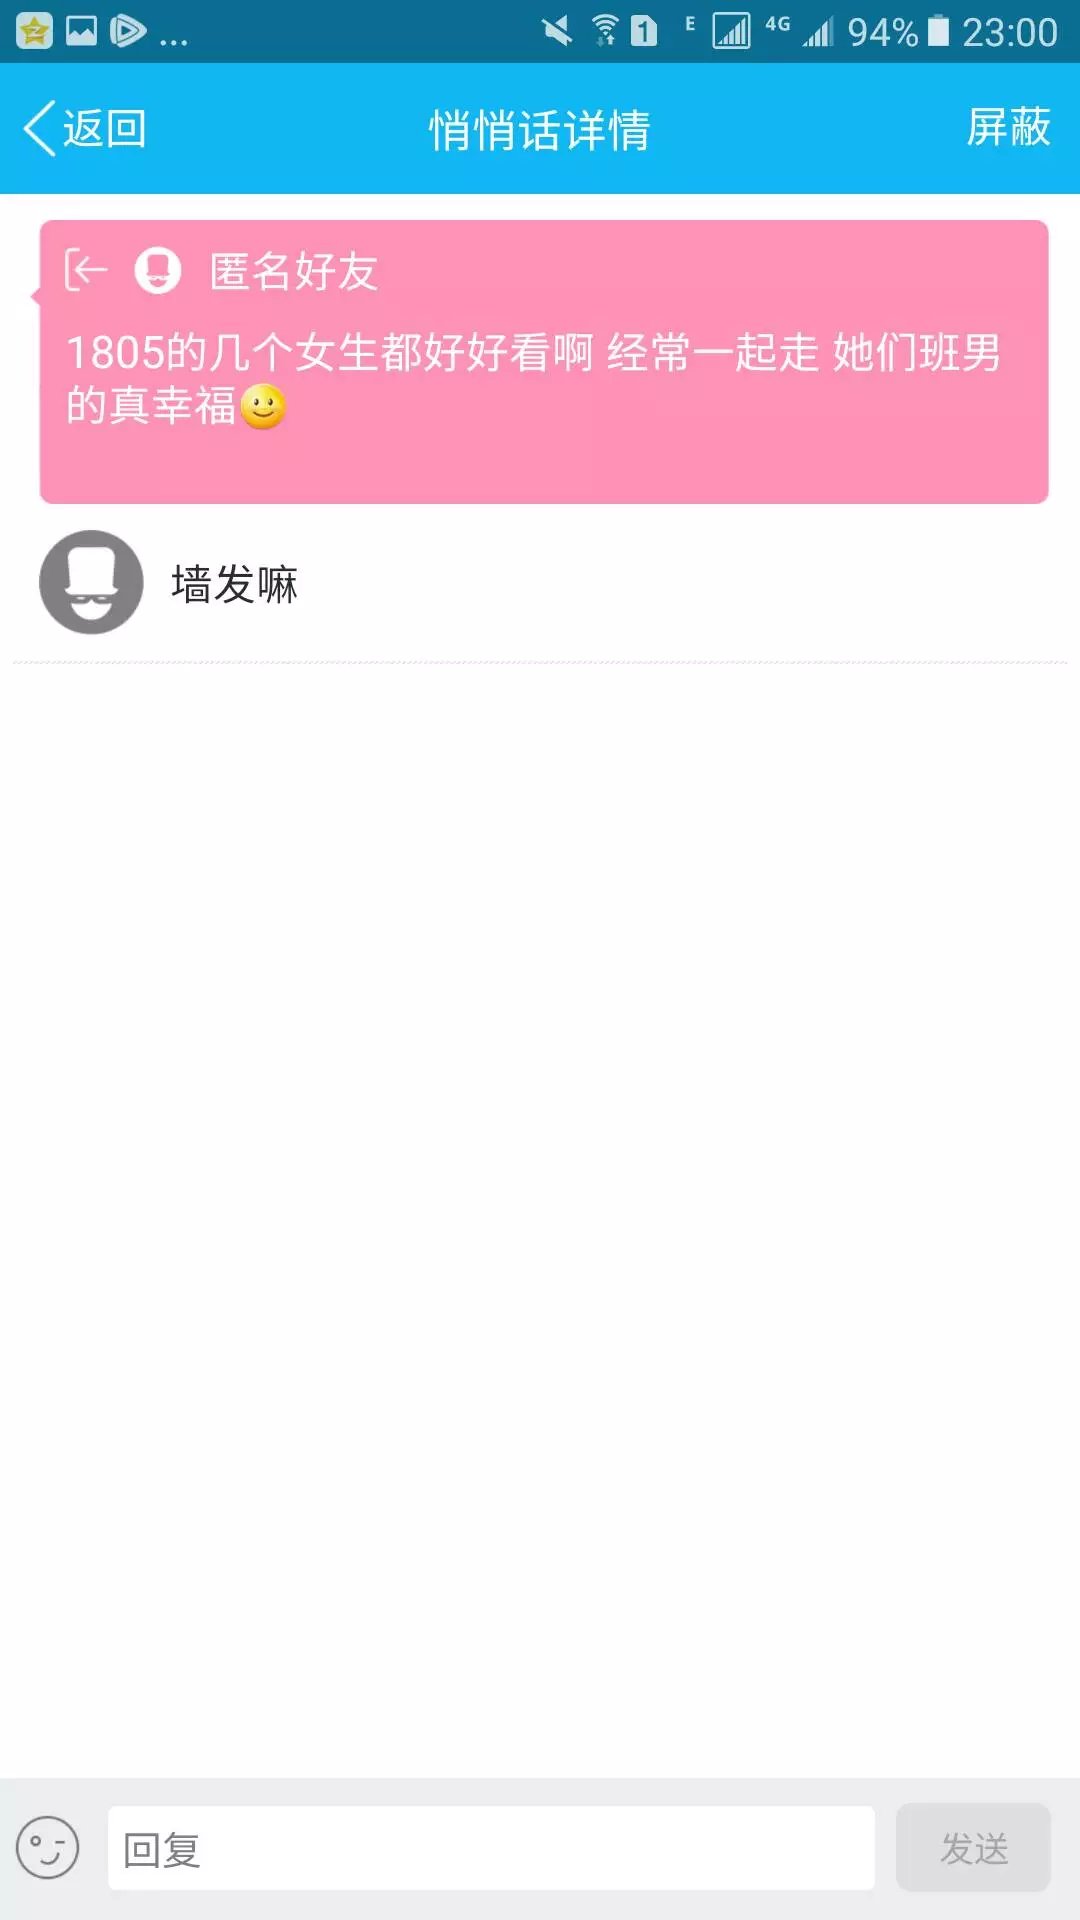 ... 1 E 4G 94% 23:00
返回 悄悄话详情 屏蔽
匿名好友
1805的几个女生都好好看啊 经常一起走 她们班男
的真幸福🙂
墙发嘛
回复 发送